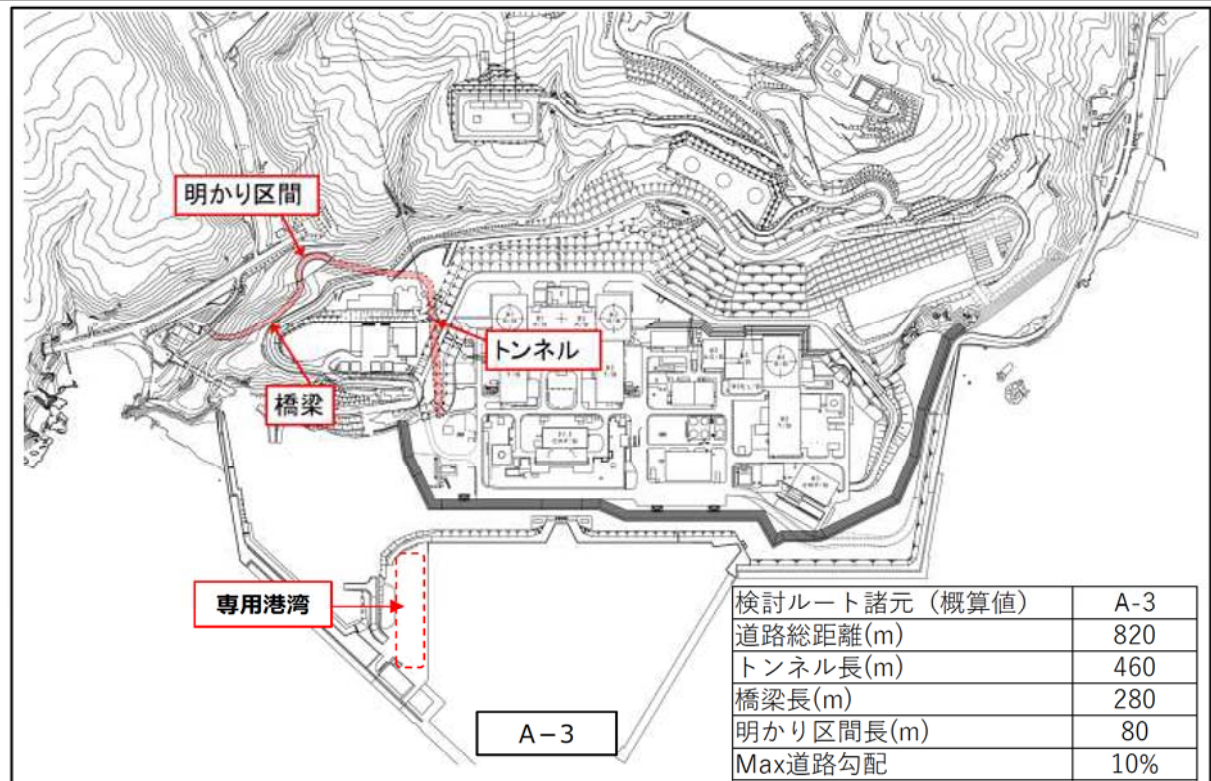 明かり区間
トンネル
橋梁
専用港湾
A−3
検討ルート諸元（概算値） A-3
道路総距離(m) 820
トンネル長(m) 460
橋梁長(m) 280
明かり区間長(m) 80
Max道路勾配 10%